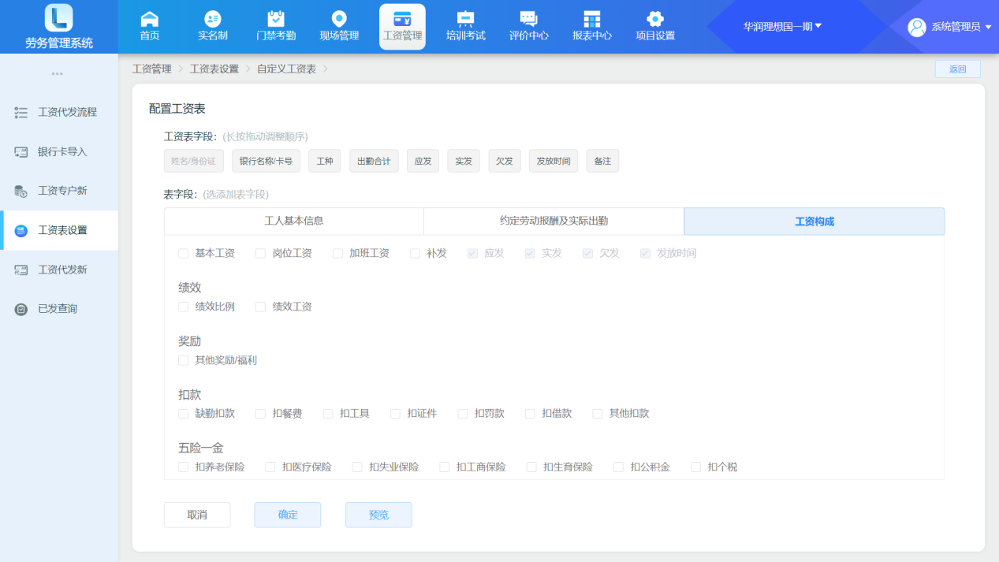 首页 实名制 门禁考勤 现场管理 工资管理 培训考试 评价中心 报表中心 项目设置 华润理想国一期 系统管理员
劳务管理系统
工资管理 > 工资表设置 > 自定义工资表 > 返回
工资代发流程
银行卡导入
工资专户新
工资表设置
工资代发新
已发查询
配置工资表
工资表字段: (长按拖动调整顺序)
姓名/身份证 银行名称/卡号 工种 出勤合计 应发 实发 欠发 发放时间 备注
表字段: (选添加表字段)
工人基本信息 约定劳动报酬及实际出勤 工资构成
基本工资 岗位工资 加班工资 补发 应发 实发 欠发 发放时间
绩效
绩效比例 绩效工资
奖励
其他奖励/福利
扣款
缺勤扣款 扣餐费 扣工具 扣证件 扣罚款 扣借款 其他扣款
五险一金
扣养老保险 扣医疗保险 扣失业保险 扣工商保险 扣生育保险 扣公积金 扣个税
取消 确定 预览